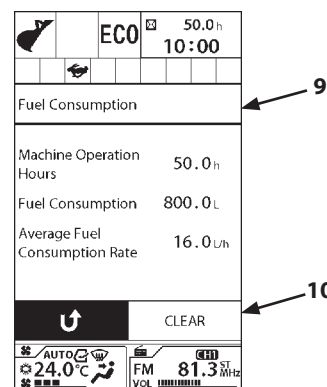 ECO
50.0h
10:00
Fuel Consumption
9
Machine Operation
Hours
50.0h
Fuel Consumption 800.0L
Average Fuel
Consumption Rate
16.0L/h
CLEAR
10
AUTO
24.0°C
CH1
FM 81.3 ST MHz
VOL